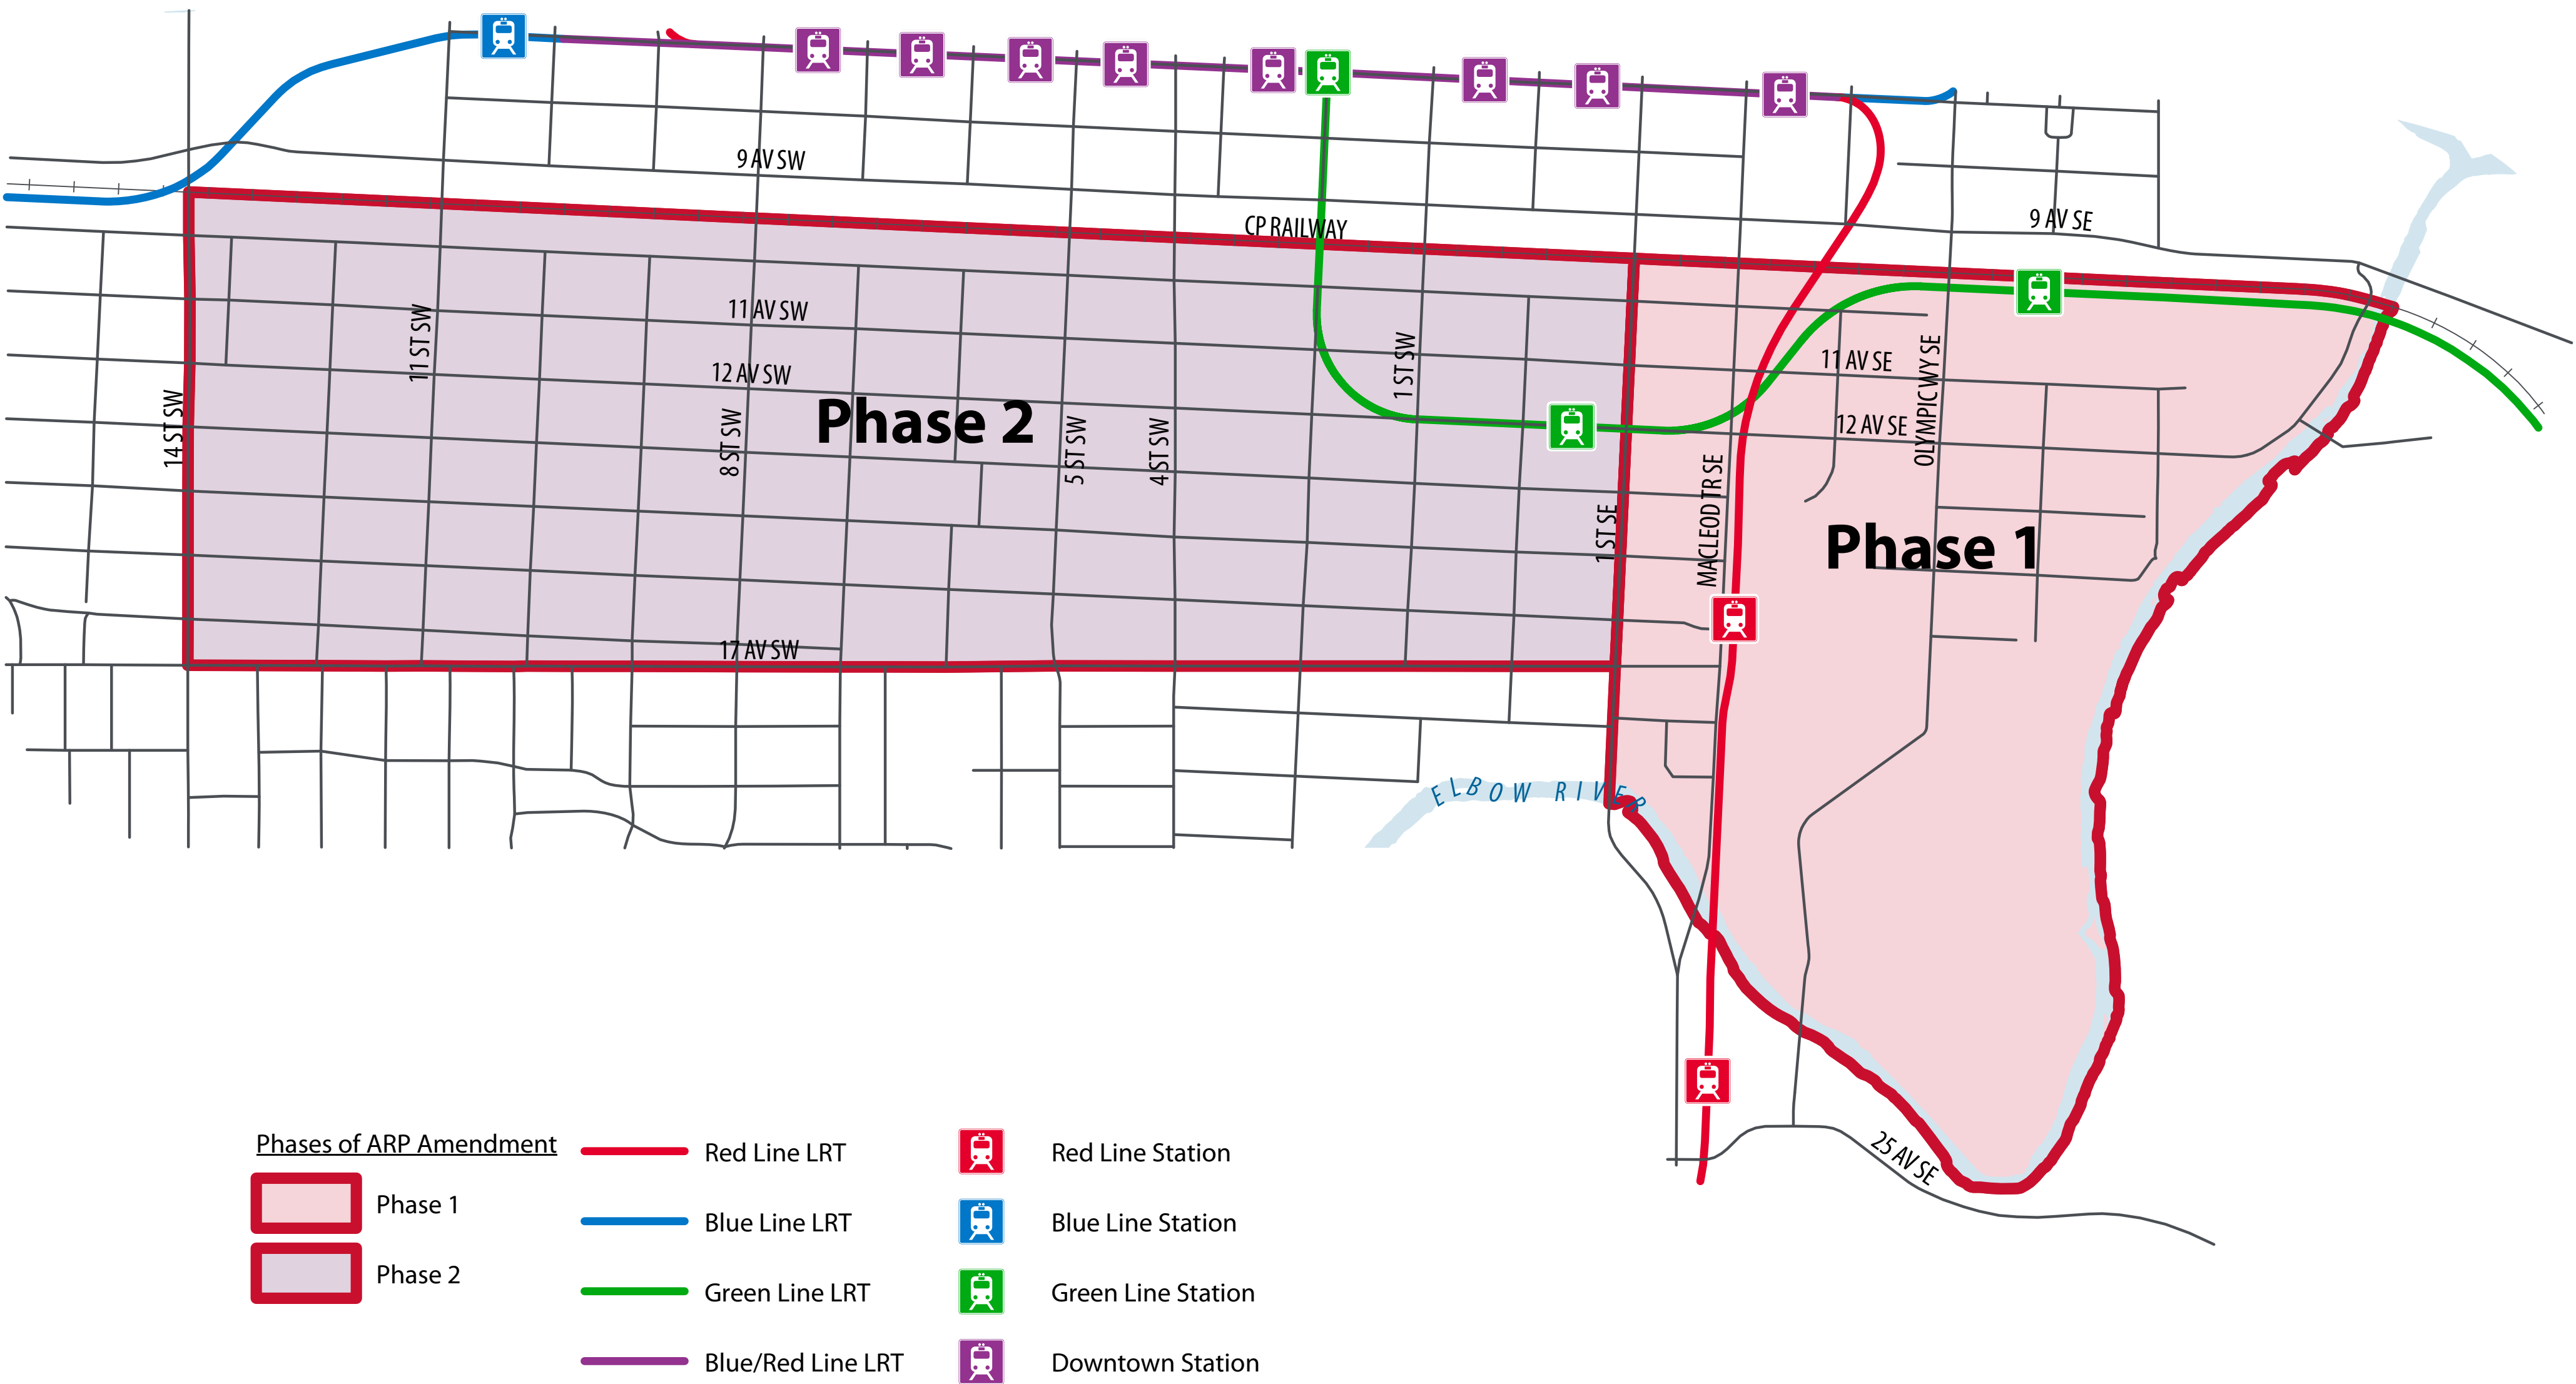 9 AV SW
CP RAILWAY
9 AV SE
11 AV SW
11 ST SW
12 AV SW
1 ST SW
11 AV SE
OLYMPIC WY SE
14 ST SW
Phase 2
8 ST SW
5 ST SW
4 ST SW
12 AV SE
1 ST SE
MACLEOD TR SE
Phase 1
17 AV SW
ELBOW RIVER
25 AV SE
Phases of ARP Amendment
Phase 1
Phase 2
Red Line LRT
Blue Line LRT
Green Line LRT
Blue/Red Line LRT
Red Line Station
Blue Line Station
Green Line Station
Downtown Station